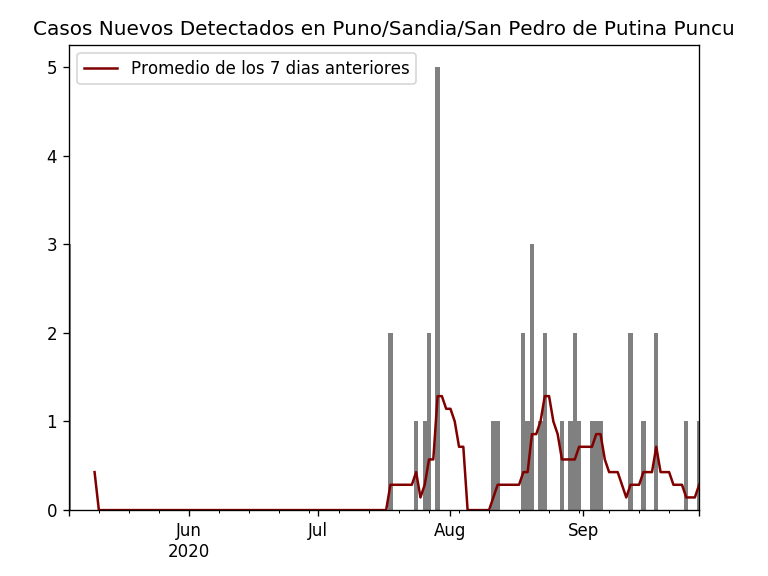 Casos Nuevos Detectados en Puno/Sandia/San Pedro de Putina Puncu
Promedio de los 7 dias anteriores
5
4
3
2
1
0
Jun Jul Aug Sep
2020